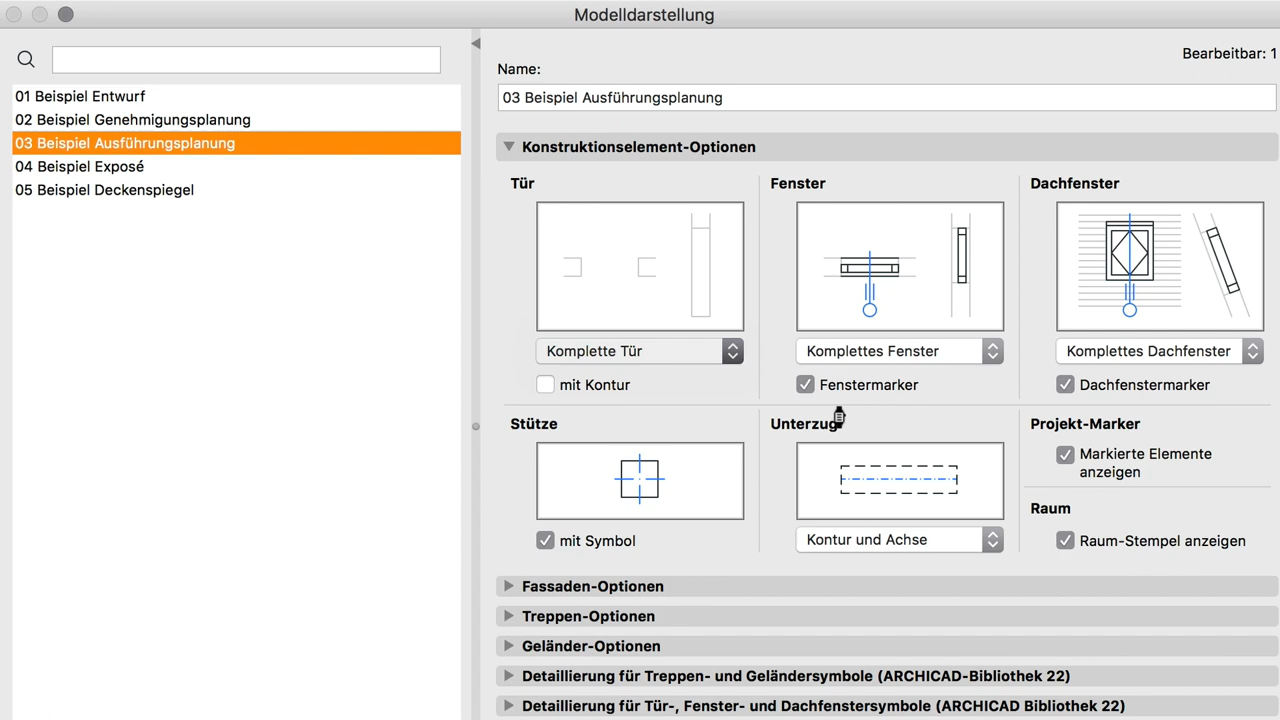 Modelldarstellung
01 Beispiel Entwurf
02 Beispiel Genehmigungsplanung
03 Beispiel Ausführungsplanung
04 Beispiel Exposé
05 Beispiel Deckenspiegel
Bearbeitbar: 1
Name:
03 Beispiel Ausführungsplanung
Konstruktionselement-Optionen
Tür
Komplette Tür
mit Kontur
Fenster
Komplettes Fenster
Fenstermarker
Dachfenster
Komplettes Dachfenster
Dachfenstermarker
Stütze
mit Symbol
Unterzug
Kontur und Achse
Projekt-Marker
Markierte Elemente
anzeigen
Raum
Raum-Stempel anzeigen
Fassaden-Optionen
Treppen-Optionen
Geländer-Optionen
Detaillierung für Treppen- und Geländersymbole (ARCHICAD-Bibliothek 22)
Detaillierung für Tür-, Fenster- und Dachfenstersymbole (ARCHICAD Bibliothek 22)